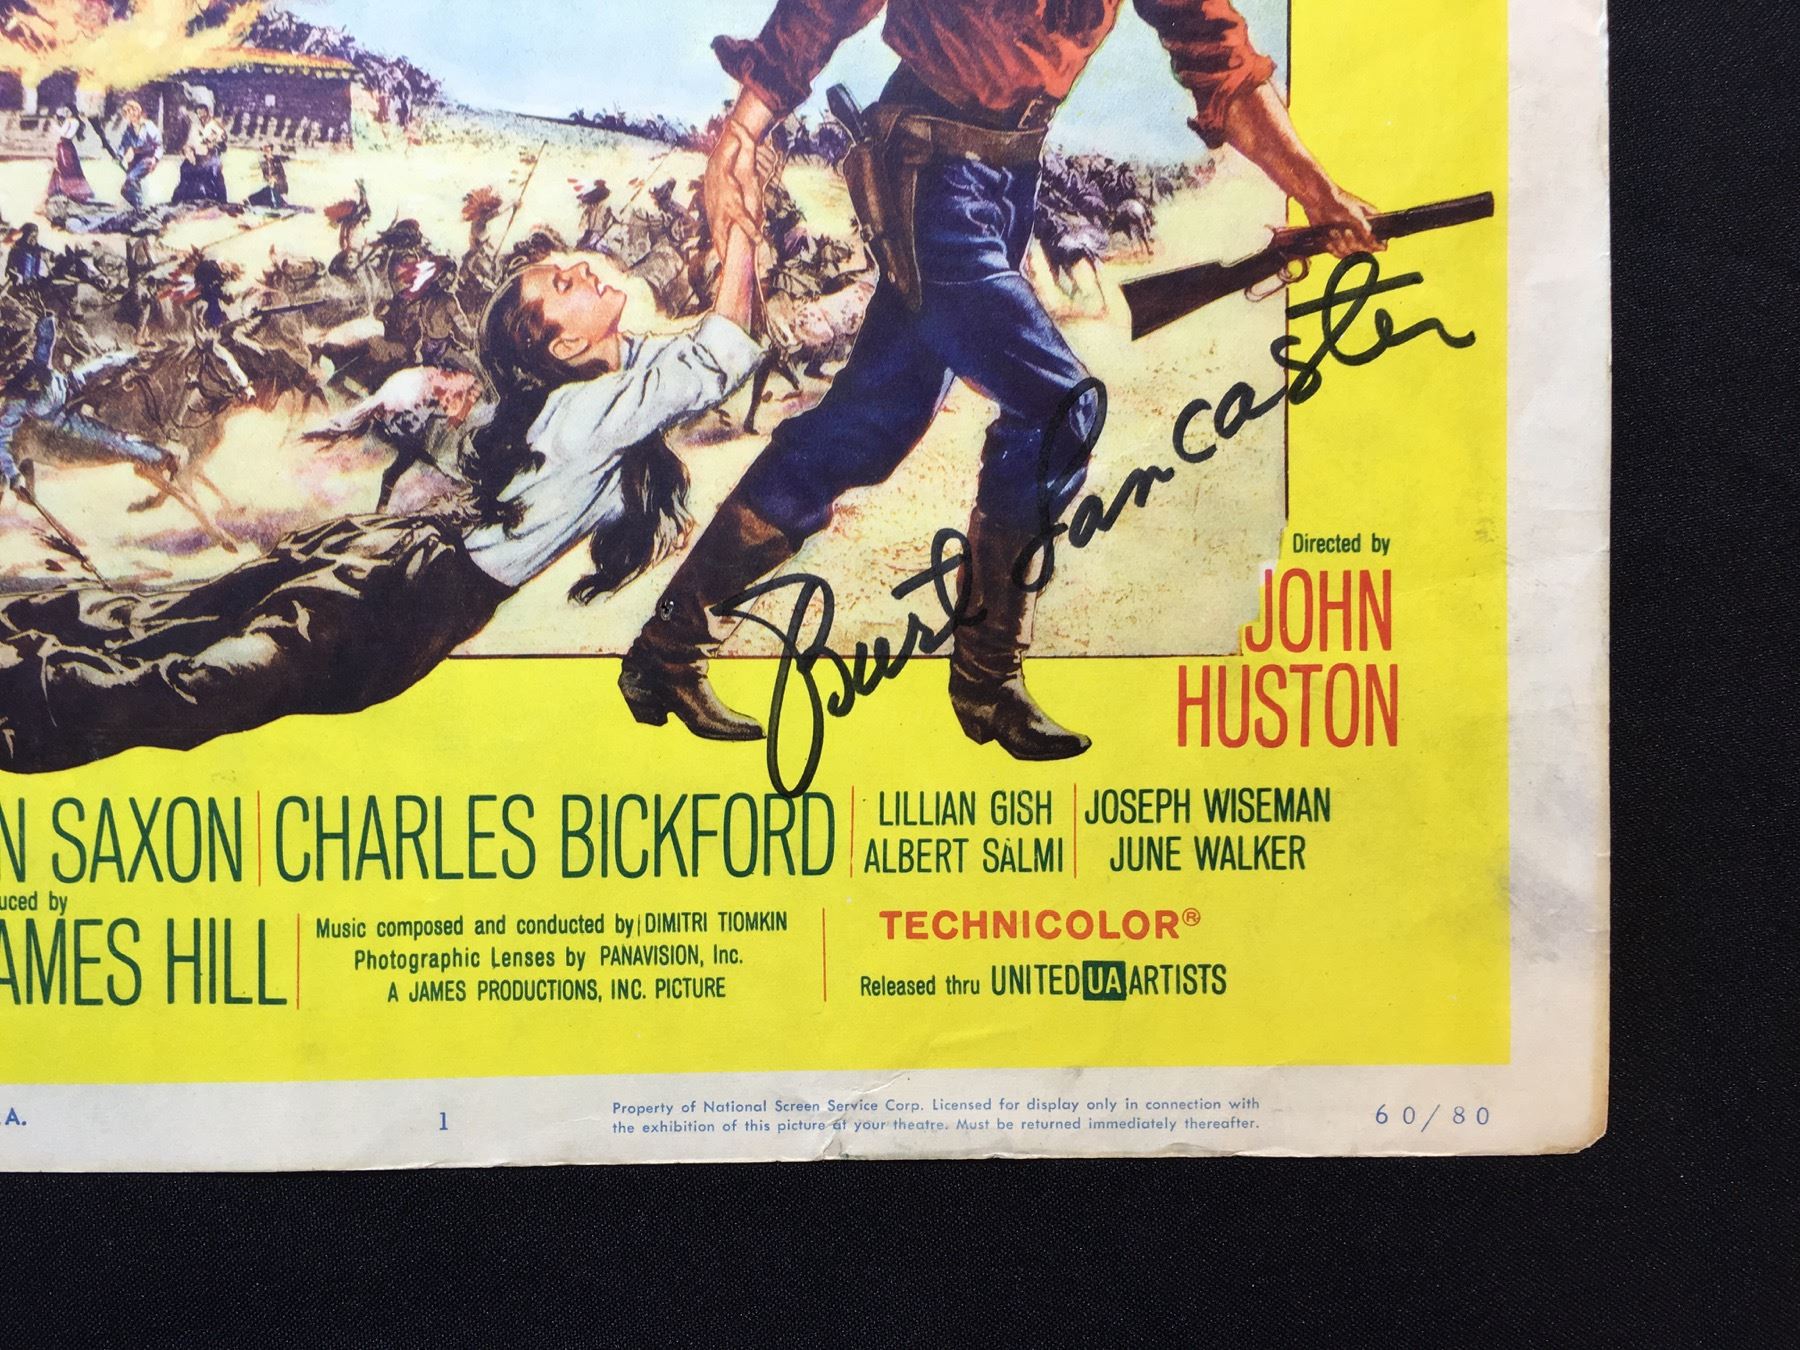 Burt Lancaster
Directed by
JOHN
HUSTON
N SAXON | CHARLES BICKFORD | LILLIAN GISH | JOSEPH WISEMAN
ALBERT SALMI | JUNE WALKER
uced by
AMES HILL
Music composed and conducted by | DIMITRI TIOMKIN
Photographic Lenses by PANAVISION, Inc.
A JAMES PRODUCTIONS, INC. PICTURE
TECHNICOLOR®
Released thru UNITED UA ARTISTS
.A.
1
Property of National Screen Service Corp. Licensed for display only in connection with
the exhibition of this picture at your theatre. Must be returned immediately thereafter.
60/80